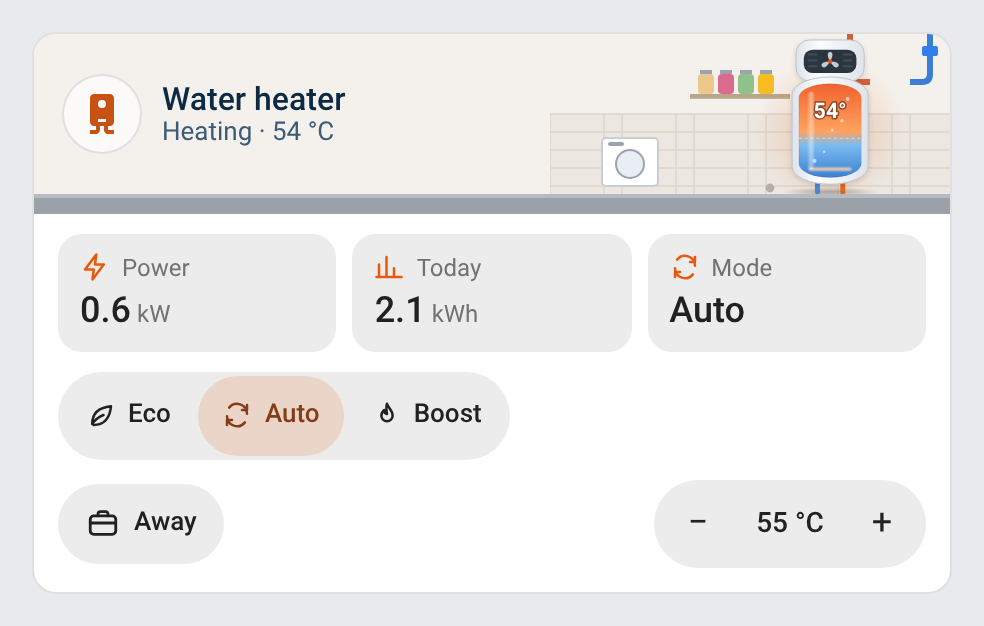 Water heater
Heating · 54 °C
54°
Power
0.6 kW
Today
2.1 kWh
Mode
Auto
Eco
Auto
Boost
Away
− 55 °C +